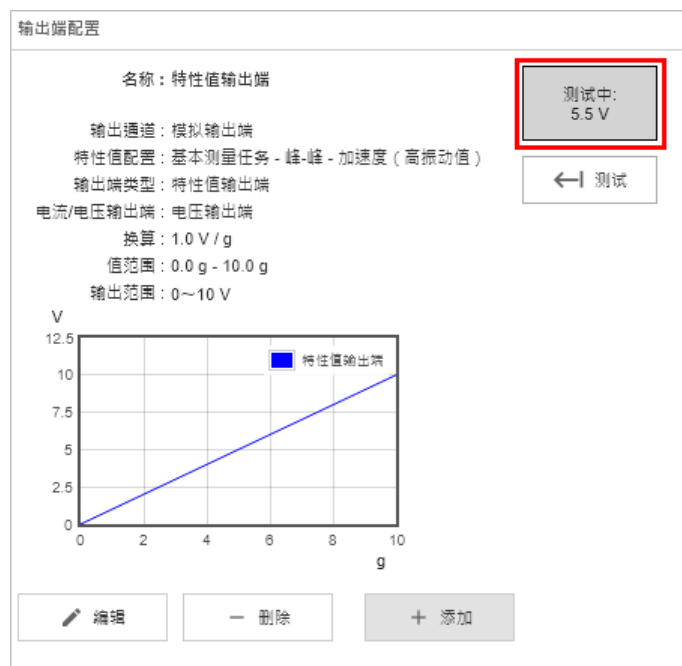 输出端配置
名称：特性值输出端
输出通道：模拟输出端
特性值配置：基本测量任务 - 峰-峰 - 加速度（高振动值）
输出端类型：特性值输出端
电流/电压输出端：电压输出端
换算：1.0 V / g
值范围：0.0 g - 10.0 g
输出范围：0～10 V
测试中:
5.5 V
测试
V
12.5
10
7.5
5
2.5
0
特性值输出端
0 2 4 6 8 10
g
编辑
删除
添加